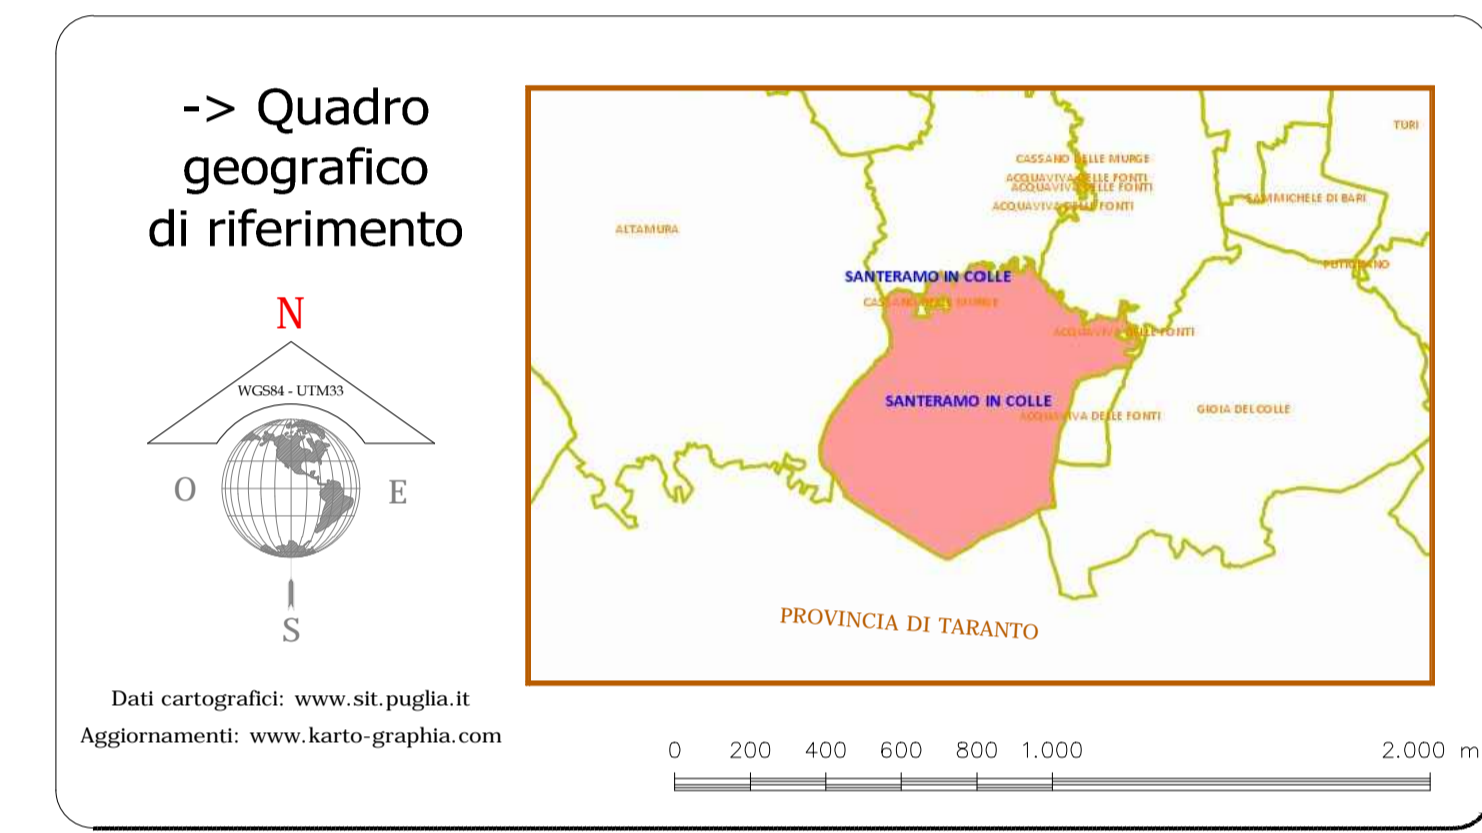 -> Quadro
geografico
di riferimento
N
WGS84 - UTM33
O
E
S
Dati cartografici: www.sit.puglia.it
Aggiornamenti: www.karto-graphia.com
TURI
CASSANO DELLE MURGE
ACQUAVIVA DELLE FONTI
ACQUAVIVA DELLE FONTI
ACQUAVIVA DELLE FONTI
SAMMICHELE DI BARI
ALTAMURA
PUTIGNANO
SANTERAMO IN COLLE
CASSANO DELLE MURGE
ACQUAVIVA DELLE FONTI
SANTERAMO IN COLLE
ACQUAVIVA DELLE FONTI
GIOIA DEL COLLE
PROVINCIA DI TARANTO
0 200 400 600 800 1.000 2.000 m